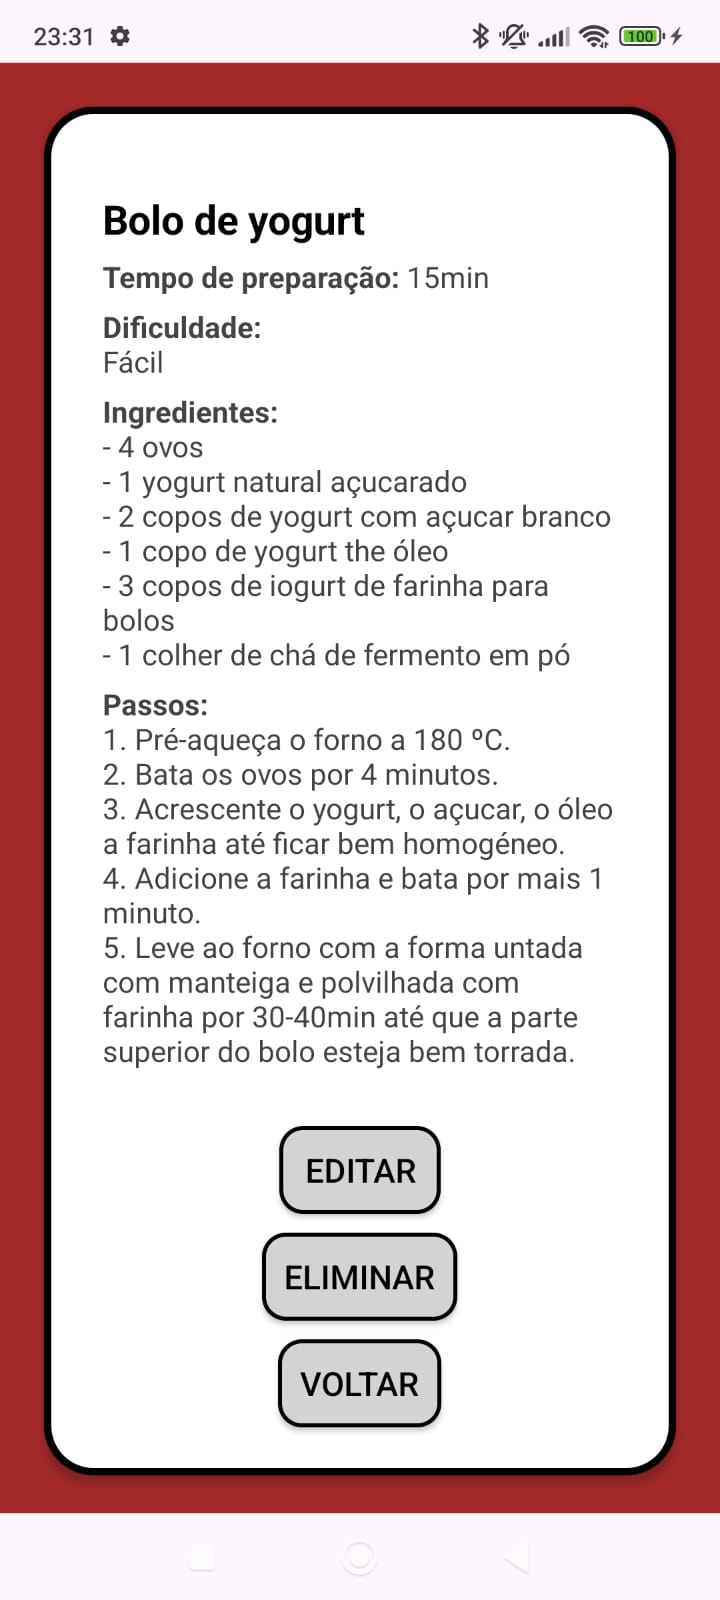 23:31
100
Bolo de yogurt
Tempo de preparação: 15min
Dificuldade:
Fácil
Ingredientes:
- 4 ovos
- 1 yogurt natural açucarado
- 2 copos de yogurt com açucar branco
- 1 copo de yogurt the óleo
- 3 copos de iogurt de farinha para
bolos
- 1 colher de chá de fermento em pó
Passos:
1. Pré-aqueça o forno a 180 ºC.
2. Bata os ovos por 4 minutos.
3. Acrescente o yogurt, o açucar, o óleo
a farinha até ficar bem homogéneo.
4. Adicione a farinha e bata por mais 1
minuto.
5. Leve ao forno com a forma untada
com manteiga e polvilhada com
farinha por 30-40min até que a parte
superior do bolo esteja bem torrada.
EDITAR
ELIMINAR
VOLTAR